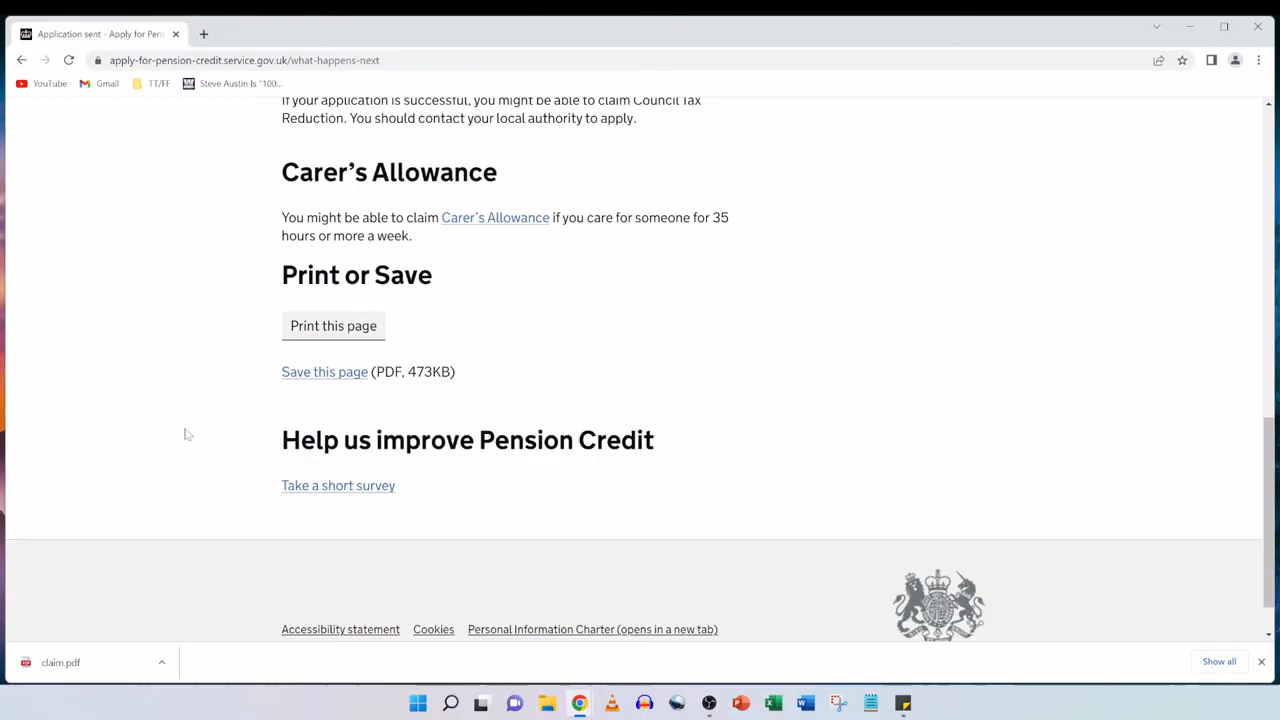 Application sent - Apply for Pens
apply-for-pension-credit.service.gov.uk/what-happens-next
YouTube
Gmail
TT/FF
Steve Austin Is "100...
If your application is successful, you might be able to claim Council Tax
Reduction. You should contact your local authority to apply.
Carer's Allowance
You might be able to claim Carer's Allowance if you care for someone for 35
hours or more a week.
Print or Save
Print this page
Save this page (PDF, 473KB)
Help us improve Pension Credit
Take a short survey
Accessibility statement Cookies Personal Information Charter (opens in a new tab)
claim.pdf
Show all